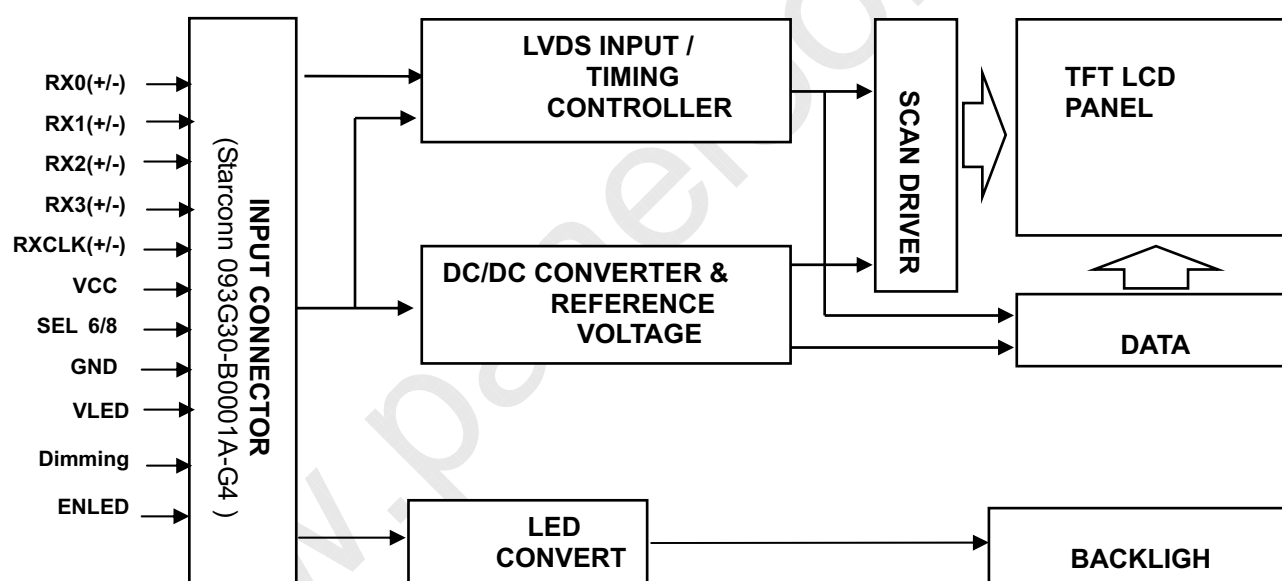 RX0(+/-)
RX1(+/-)
RX2(+/-)
RX3(+/-)
RXCLK(+/-)
VCC
SEL 6/8
GND
VLED
Dimming
ENLED
INPUT CONNECTOR
(Starconn 093G30-B0001A-G4 )
LVDS INPUT /
TIMING
CONTROLLER
DC/DC CONVERTER &
REFERENCE
VOLTAGE
LED
CONVERT
SCAN DRIVER
TFT LCD
PANEL
DATA
BACKLIGH